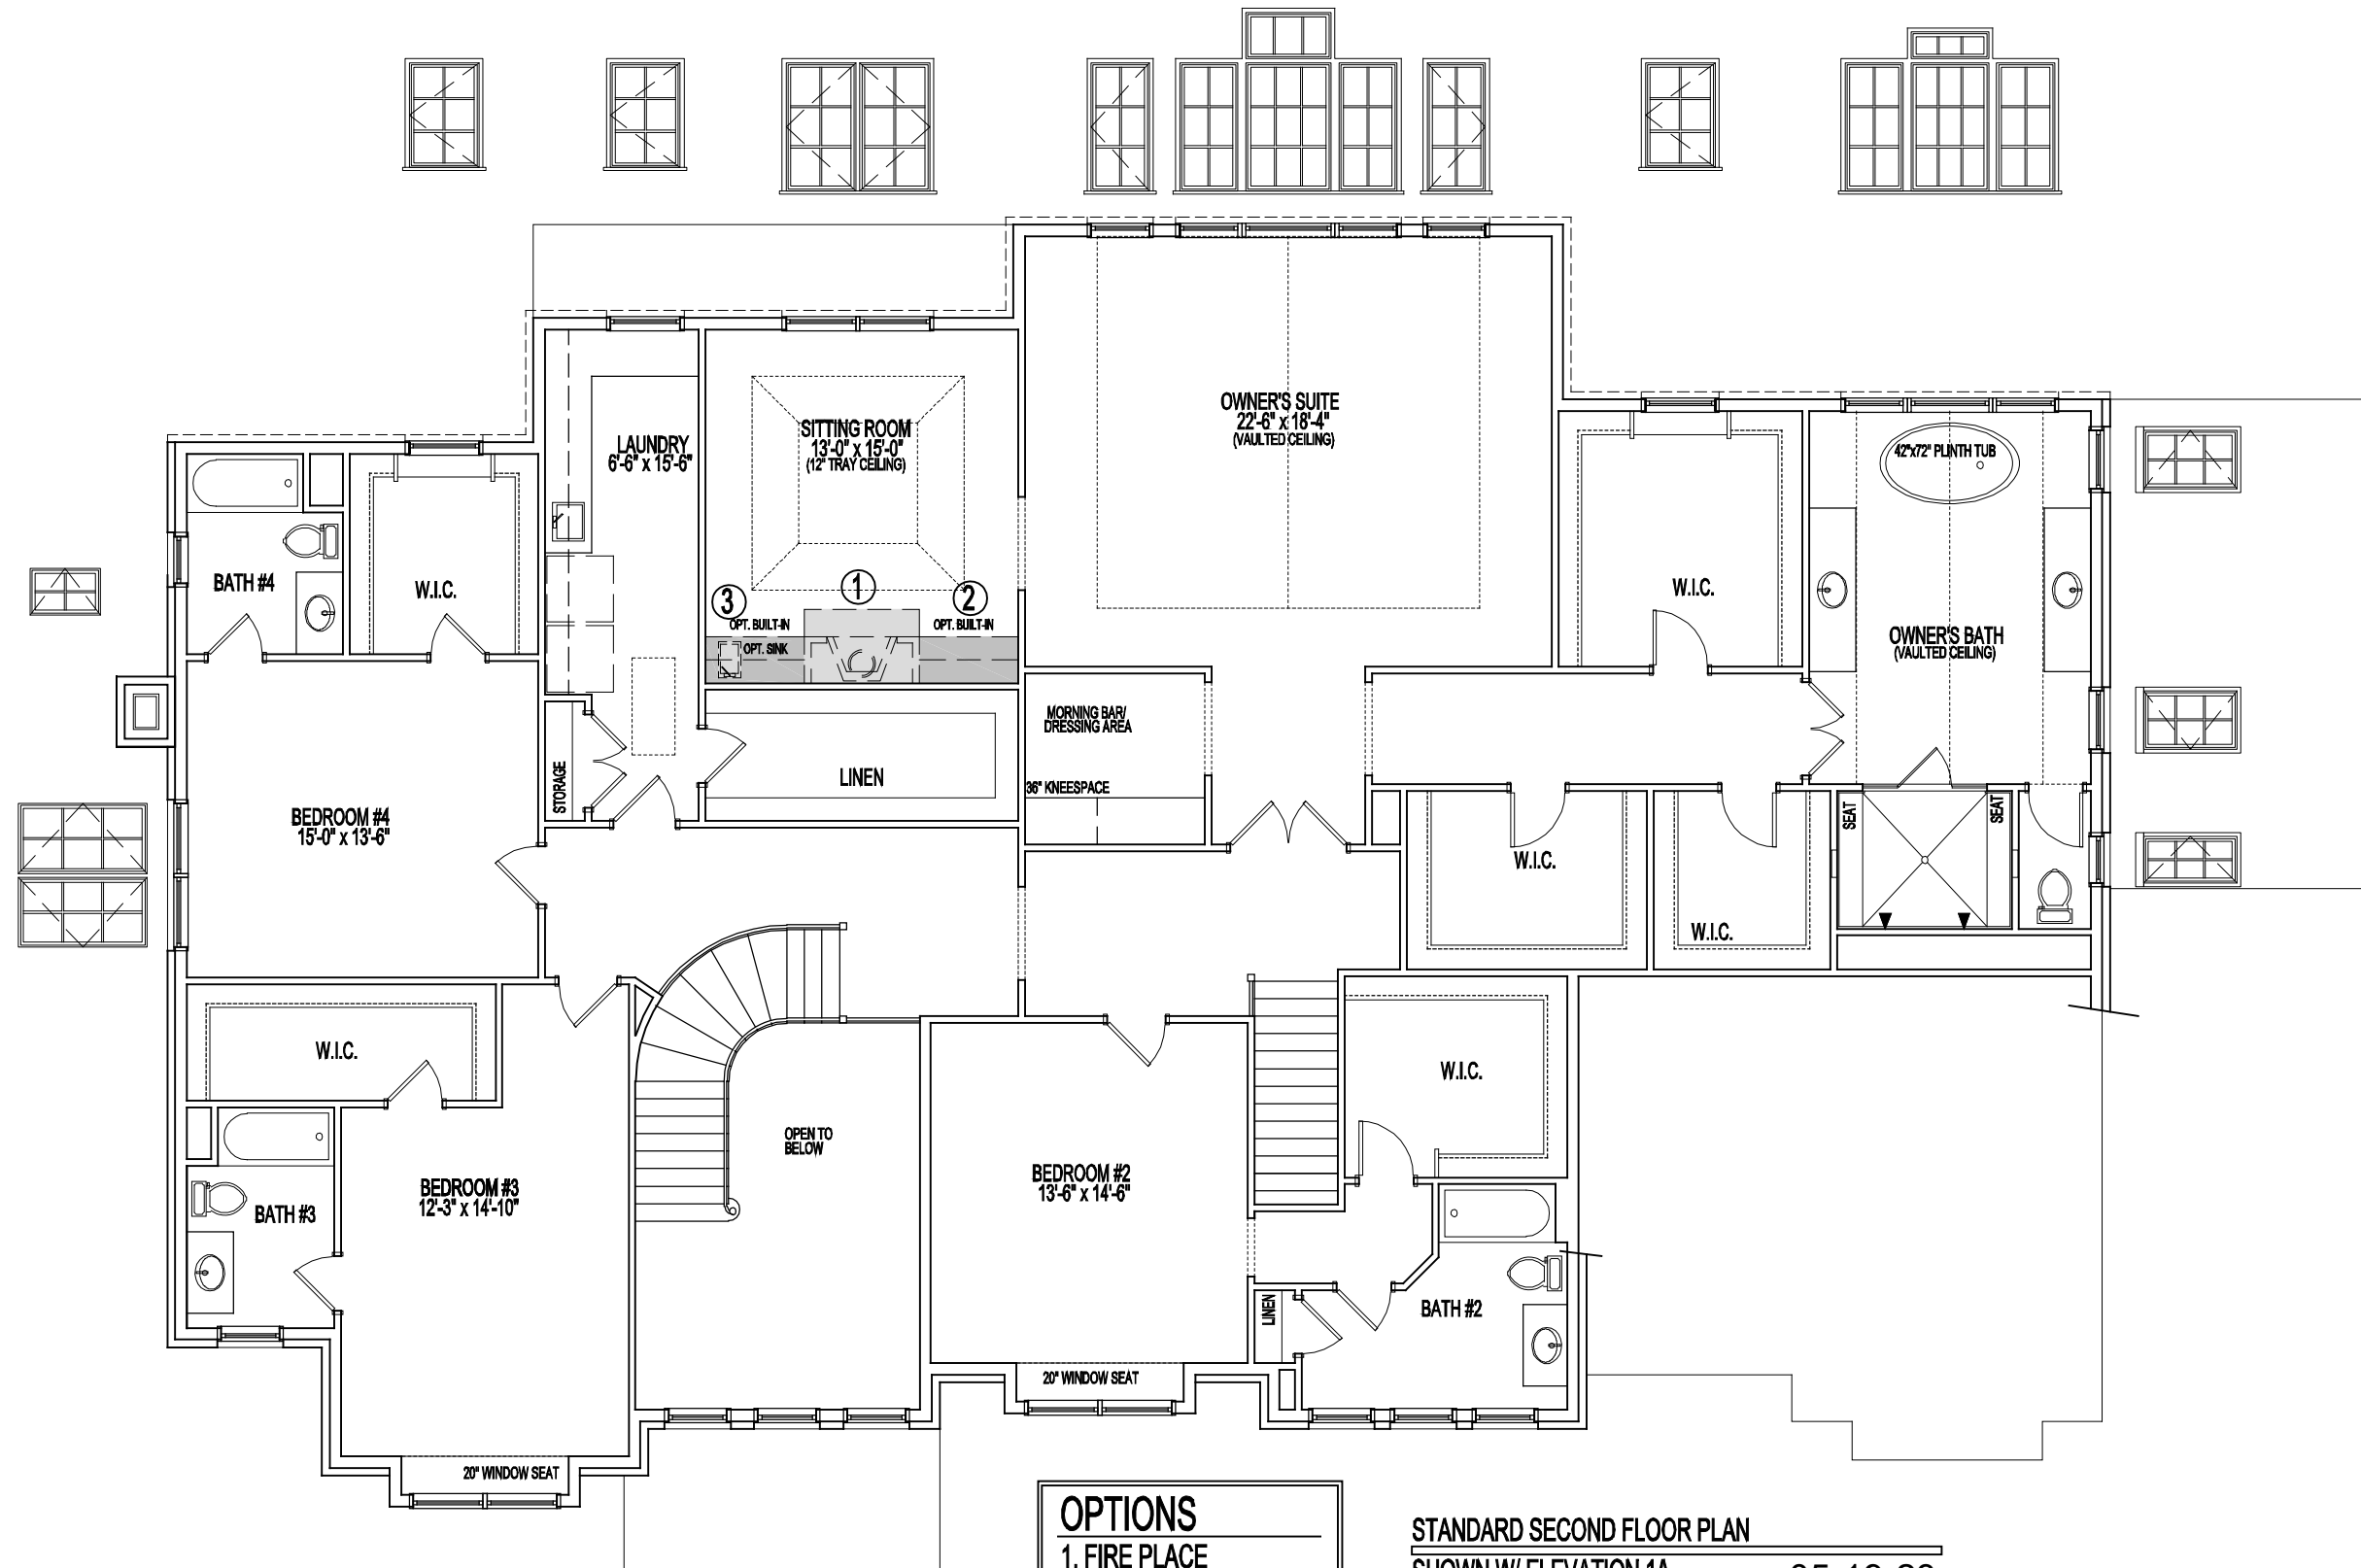 OWNER'S SUITE
22'-6" x 18'-4"
(VAULTED CEILING)
SITTING ROOM
13'-0" x 15'-0"
(12" TRAY CEILING)
LAUNDRY
6'-6" x 15'-6"
42"x72" PLINTH TUB
BATH #4
W.I.C.
3
1
2
OPT. BUILT-IN
OPT. BUILT-IN
OPT. SINK
W.I.C.
OWNER'S BATH
(VAULTED CEILING)
MORNING BAR/
DRESSING AREA
36" KNEESPACE
STORAGE
LINEN
BEDROOM #4
15'-0" x 13'-6"
W.I.C.
W.I.C.
SEAT
SEAT
W.I.C.
W.I.C.
OPEN TO
BELOW
BEDROOM #2
13'-6" x 14'-6"
BEDROOM #3
12'-3" x 14'-10"
BATH #3
LINEN
BATH #2
20" WINDOW SEAT
20" WINDOW SEAT
OPTIONS
1. FIRE PLACE
STANDARD SECOND FLOOR PLAN
SHOWN W/ ELEVATION 1A